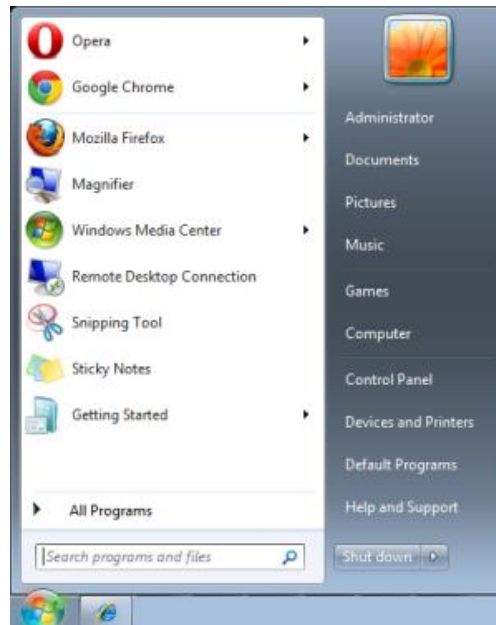 Opera
Google Chrome
Mozilla Firefox
Magnifier
Windows Media Center
Remote Desktop Connection
Snipping Tool
Sticky Notes
Getting Started
All Programs
Search programs and files
Administrator
Documents
Pictures
Music
Games
Computer
Control Panel
Devices and Printers
Default Programs
Help and Support
Shut down